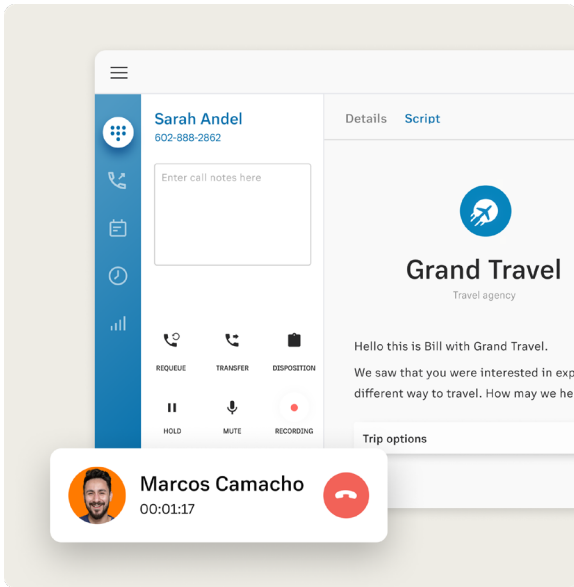 Sarah Andel
602-888-2862
Enter call notes here
REQUEUE TRANSFER DISPOSITION
HOLD MUTE RECORDING
Details Script
Grand Travel
Travel agency
Hello this is Bill with Grand Travel.
We saw that you were interested in exp
different way to travel. How may we he
Trip options
Marcos Camacho
00:01:17